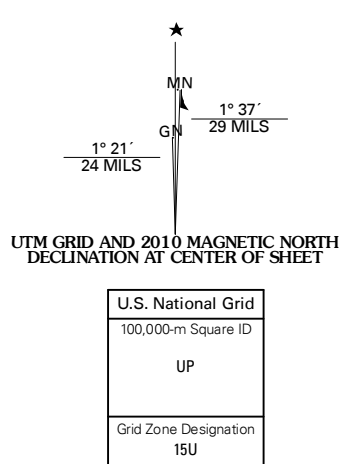 MN
GN
1° 37´
29 MILS
1° 21´
24 MILS
UTM GRID AND 2010 MAGNETIC NORTH
DECLINATION AT CENTER OF SHEET
U.S. National Grid
100,000-m Square ID
UP
Grid Zone Designation
15U